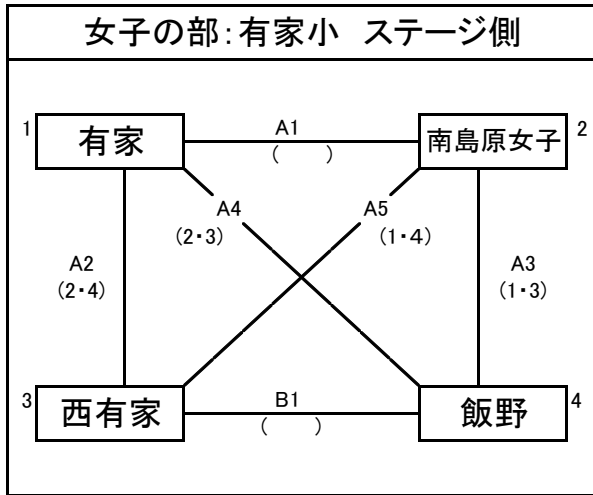 女子の部：有家小　ステージ側
1 有家
A1
(　　)
南島原女子 2
A4
(2・3)
A5
(1・4)
A2
(2・4)
A3
(1・3)
3 西有家
B1
(　　)
飯野 4